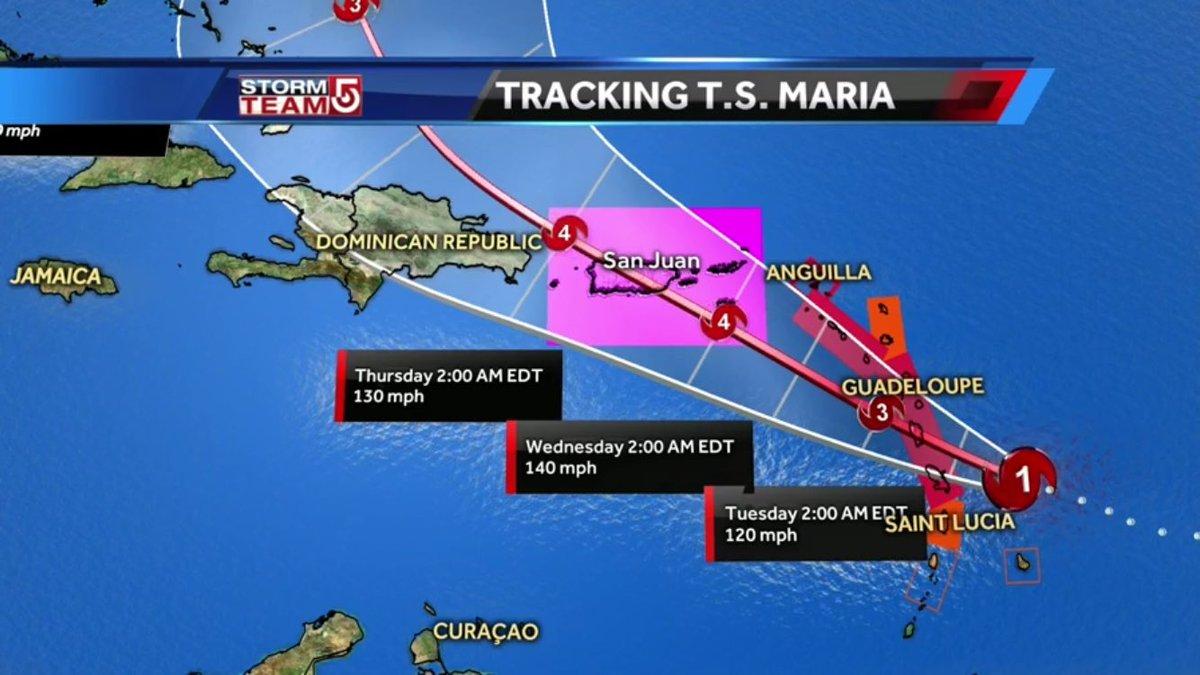 3
STORM
TEAM 5
TRACKING T.S. MARIA
mph
DOMINICAN REPUBLIC
4
San Juan
JAMAICA
ANGUILLA
4
Thursday 2:00 AM EDT
130 mph
GUADELOUPE
3
Wednesday 2:00 AM EDT
140 mph
1
Tuesday 2:00 AM EDT
120 mph
SAINT LUCIA
CURAÇAO